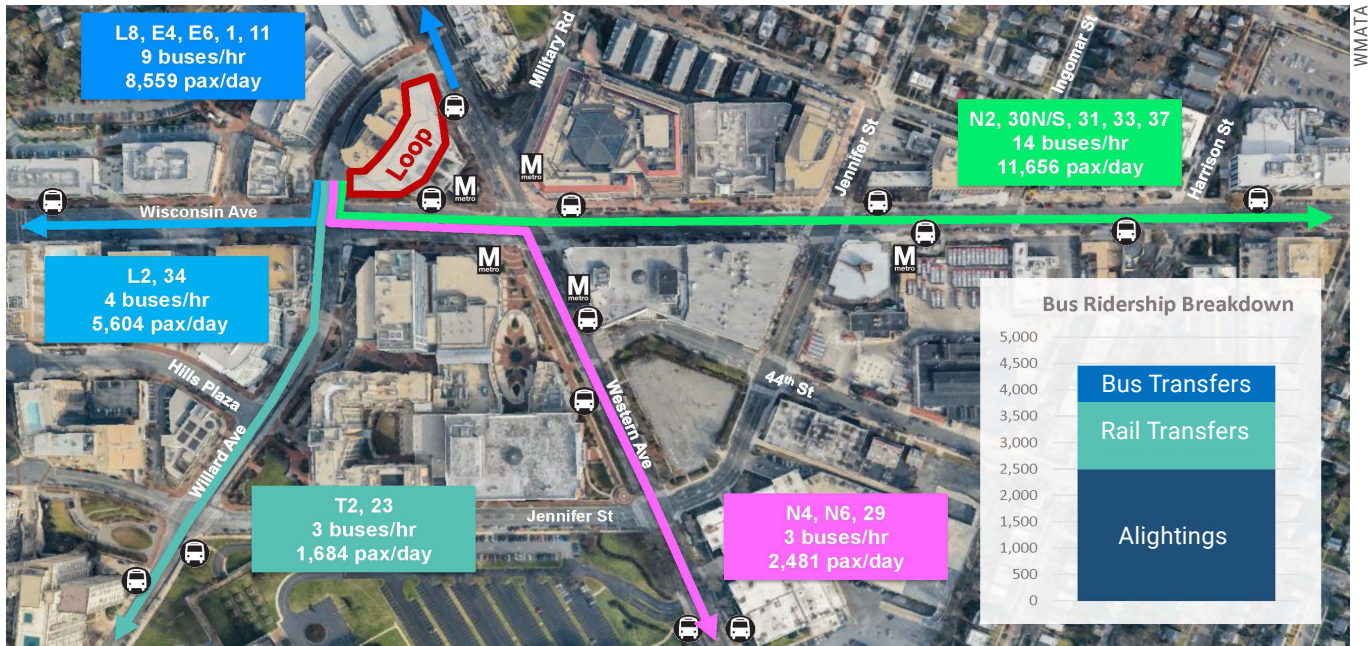 WMATA
L8, E4, E6, 1, 11
9 buses/hr
8,559 pax/day
Military Rd
Ingomar St
Loop
N2, 30N/S, 31, 33, 37
14 buses/hr
11,656 pax/day
Jennifer St
Harrison St
M
metro
M
metro
Wisconsin Ave
M
metro
M
metro
M
metro
L2, 34
4 buses/hr
5,604 pax/day
Hills Plaza
Willard Ave
Western Ave
44th St
T2, 23
3 buses/hr
1,684 pax/day
Jennifer St
N4, N6, 29
3 buses/hr
2,481 pax/day
Bus Ridership Breakdown
5,000
4,500
4,000
3,500
3,000
2,500
2,000
1,500
1,000
500
0
Bus Transfers
Rail Transfers
Alightings